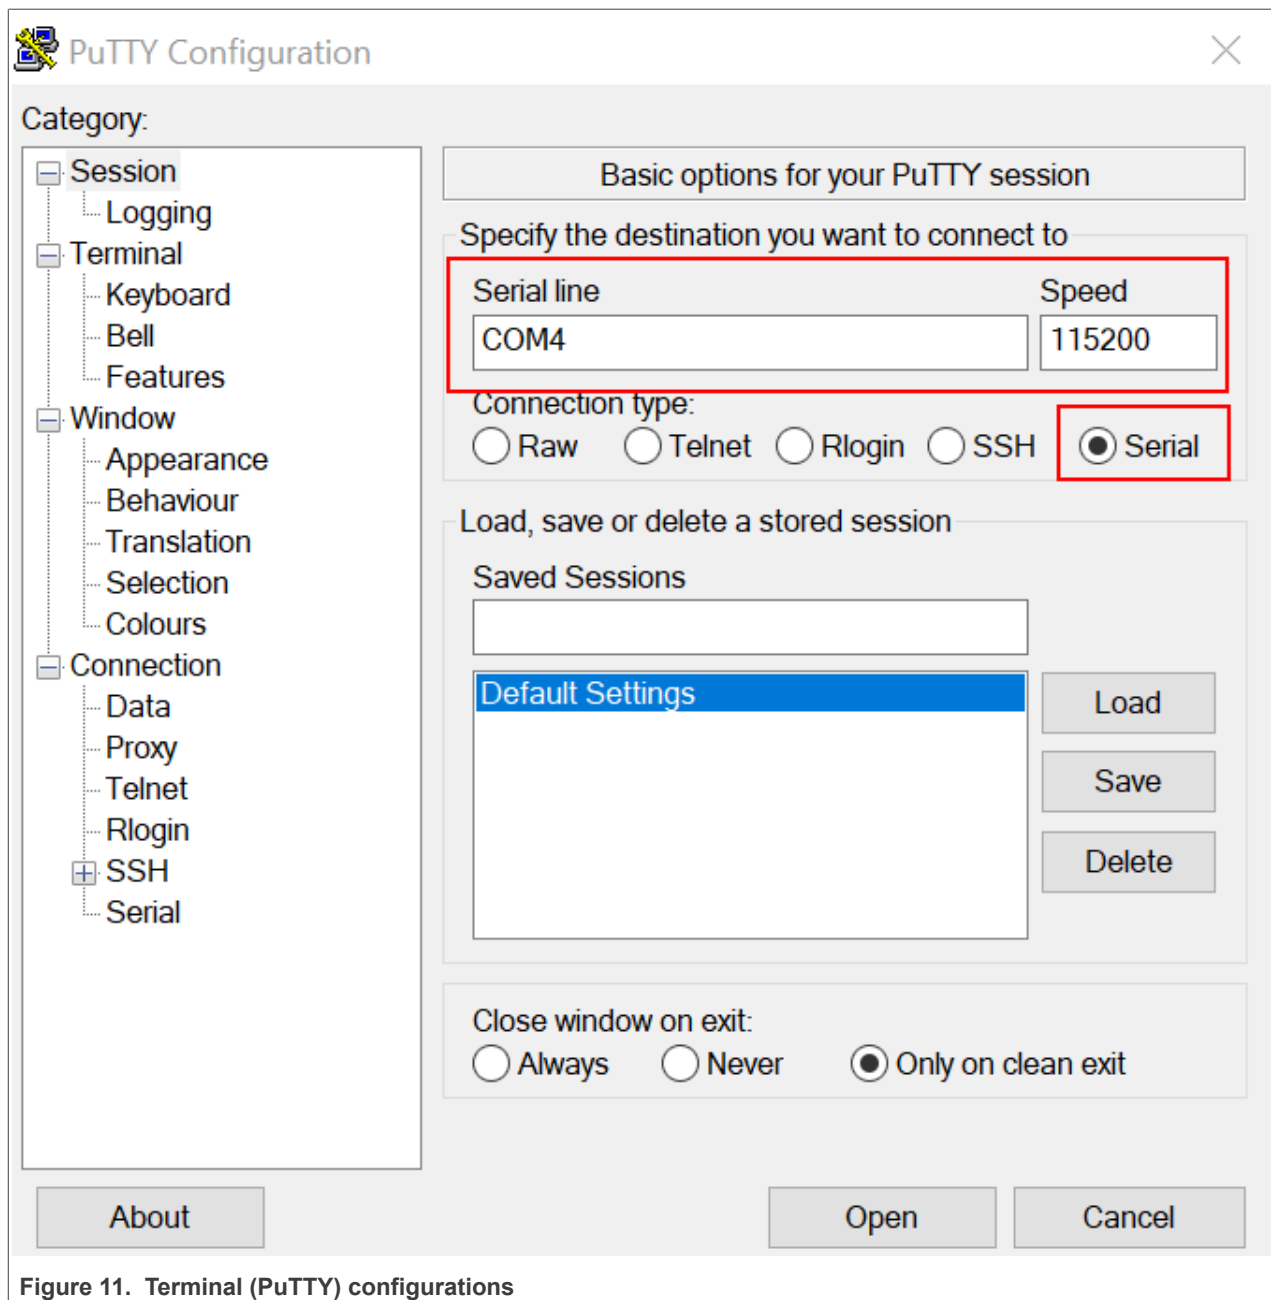 PuTTY Configuration
Category:
Session
Logging
Terminal
Keyboard
Bell
Features
Window
Appearance
Behaviour
Translation
Selection
Colours
Connection
Data
Proxy
Telnet
Rlogin
SSH
Serial
Basic options for your PuTTY session
Specify the destination you want to connect to
Serial line Speed
COM4 115200
Connection type:
Raw Telnet Rlogin SSH Serial
Load, save or delete a stored session
Saved Sessions
Default Settings
Load
Save
Delete
Close window on exit:
Always Never Only on clean exit
About Open Cancel
Figure 11. Terminal (PuTTY) configurations